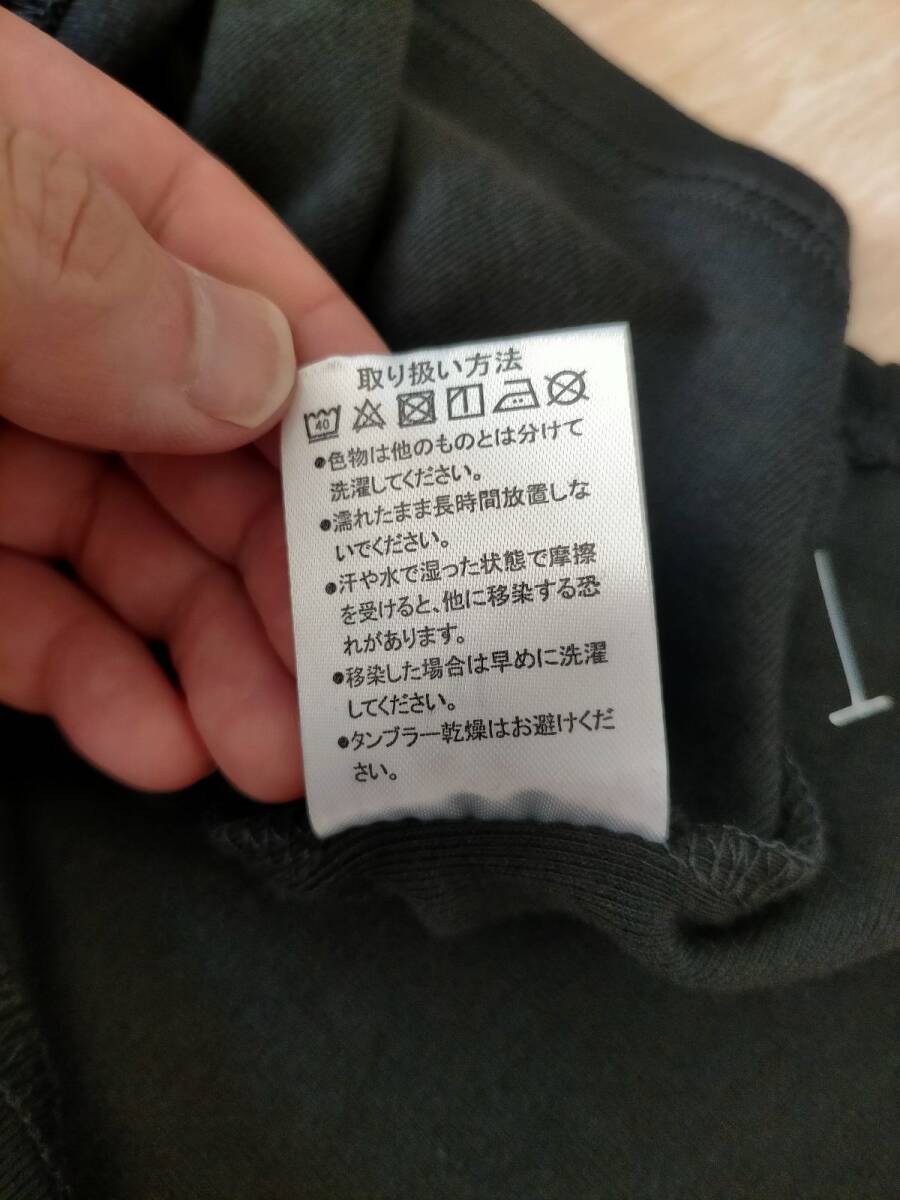 取り扱い方法
40
●色物は他のものとは分けて
洗濯してください。
●濡れたまま長時間放置しな
いでください。
●汗や水で湿った状態で摩擦
を受けると、他に移染する恐
れがあります。
●移染した場合は早めに洗濯
してください。
●タンブラー乾燥はお避けくだ
さい。